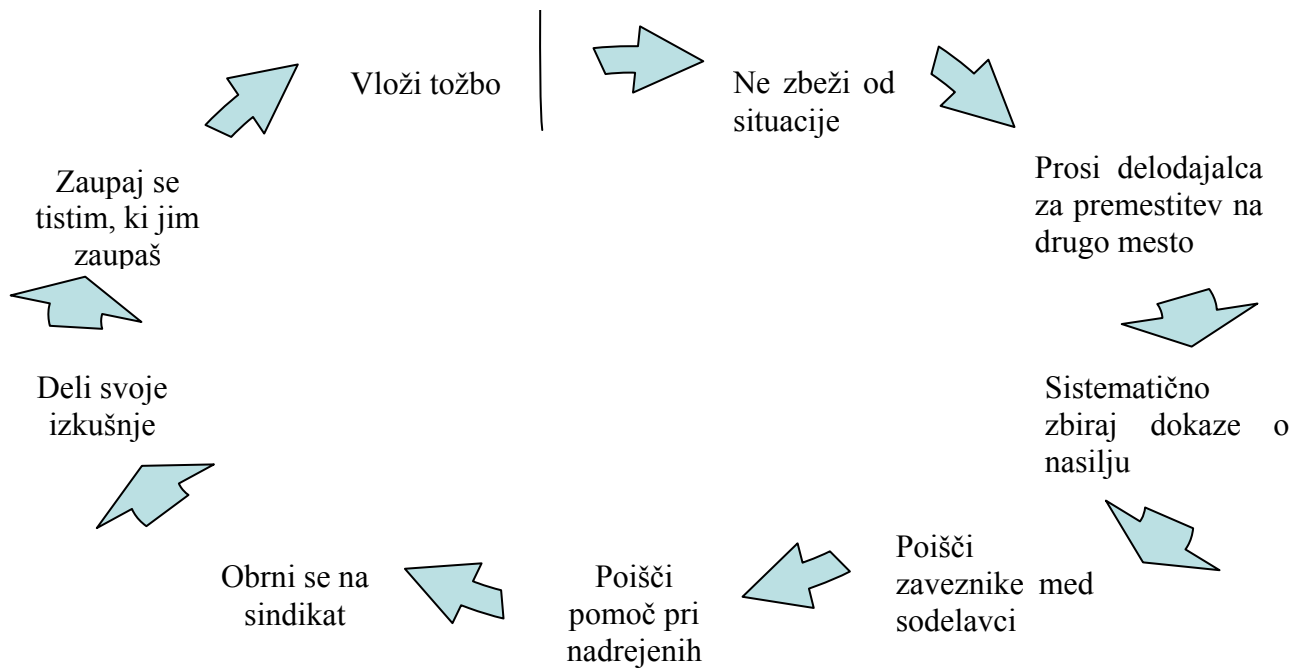 Vloži tožbo
Ne zbeži od
situacije
Prosi delodajalca
za premestitev na
drugo mesto
Sistematično
zbiraj dokaze o
nasilju
Poišči
zaveznike med
sodelavci
Poišči
pomoč pri
nadrejenih
Obrni se na
sindikat
Deli svoje
izkušnje
Zaupaj se
tistim, ki jim
zaupaš